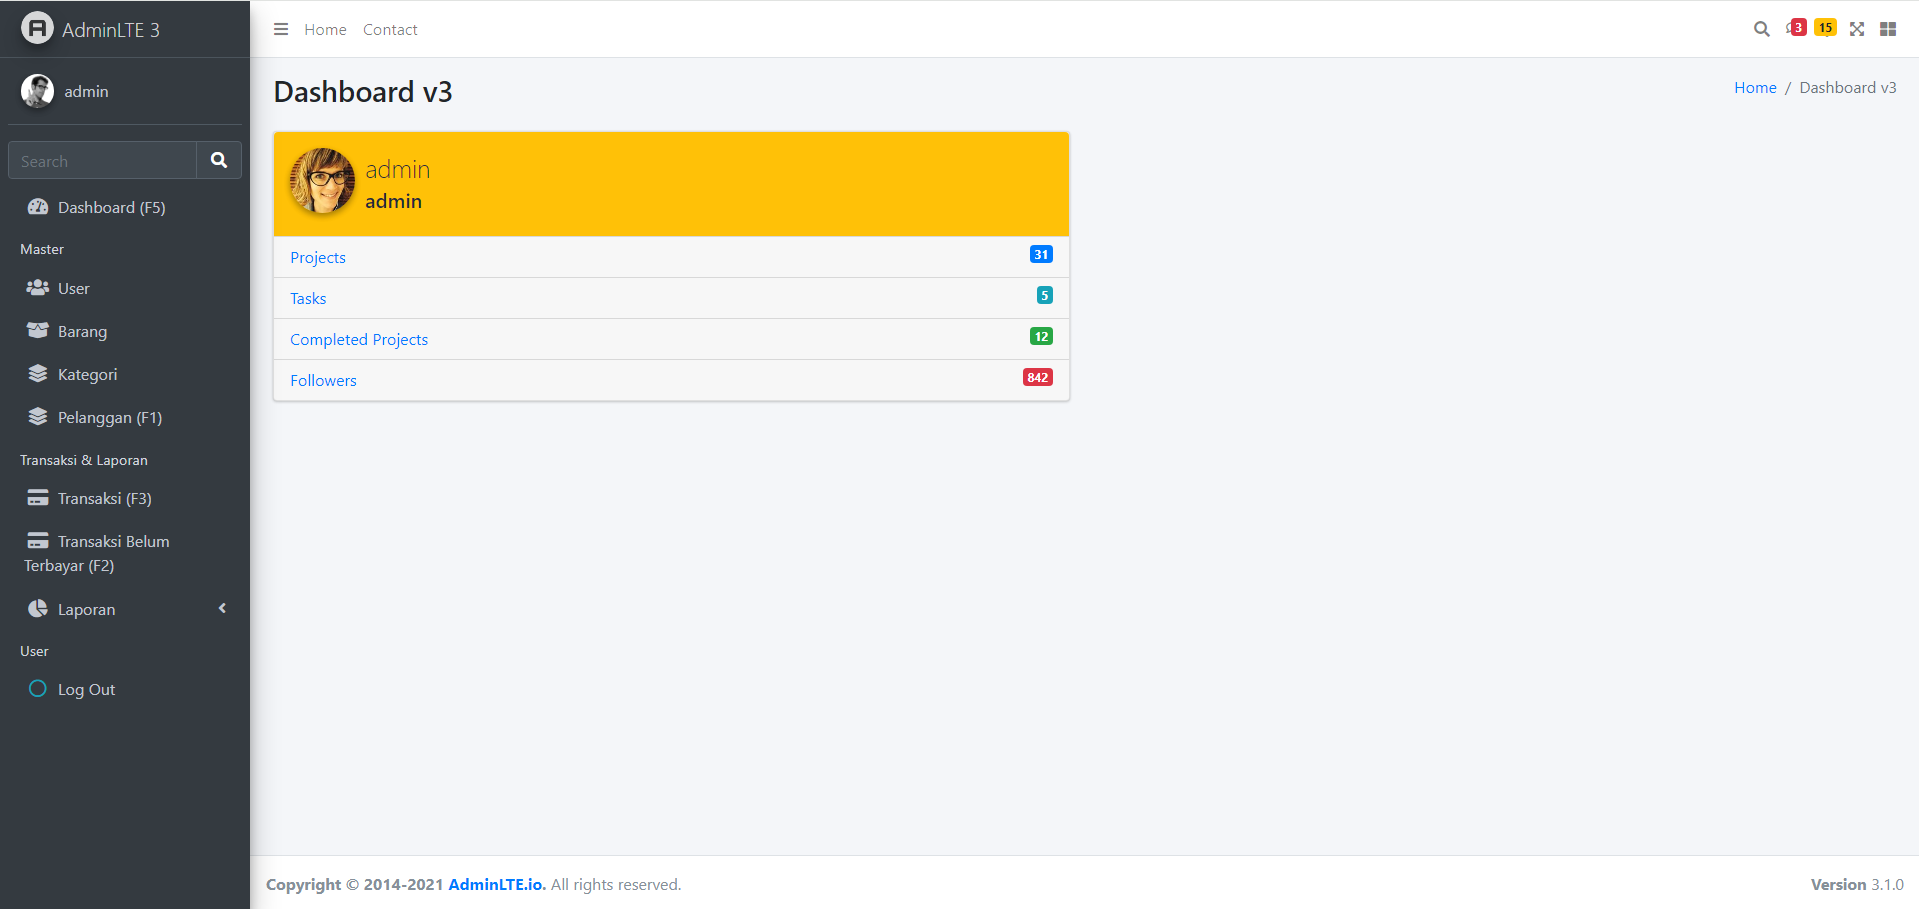 AdminLTE 3
admin
Search
Dashboard (F5)
Master
User
Barang
Kategori
Pelanggan (F1)
Transaksi & Laporan
Transaksi (F3)
Transaksi Belum
Terbayar (F2)
Laporan
User
Log Out
Home Contact
3 15
Dashboard v3
Home / Dashboard v3
admin
admin
Projects 31
Tasks 5
Completed Projects 12
Followers 842
Copyright © 2014-2021 AdminLTE.io. All rights reserved.
Version 3.1.0